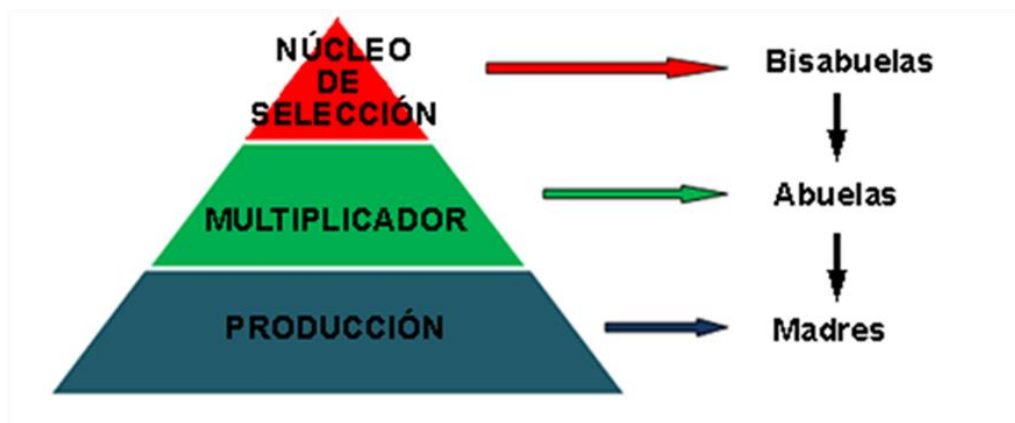 NÚCLEO
DE
SELECCIÓN
Bisabuelas
MULTIPLICADOR
Abuelas
PRODUCCIÓN
Madres